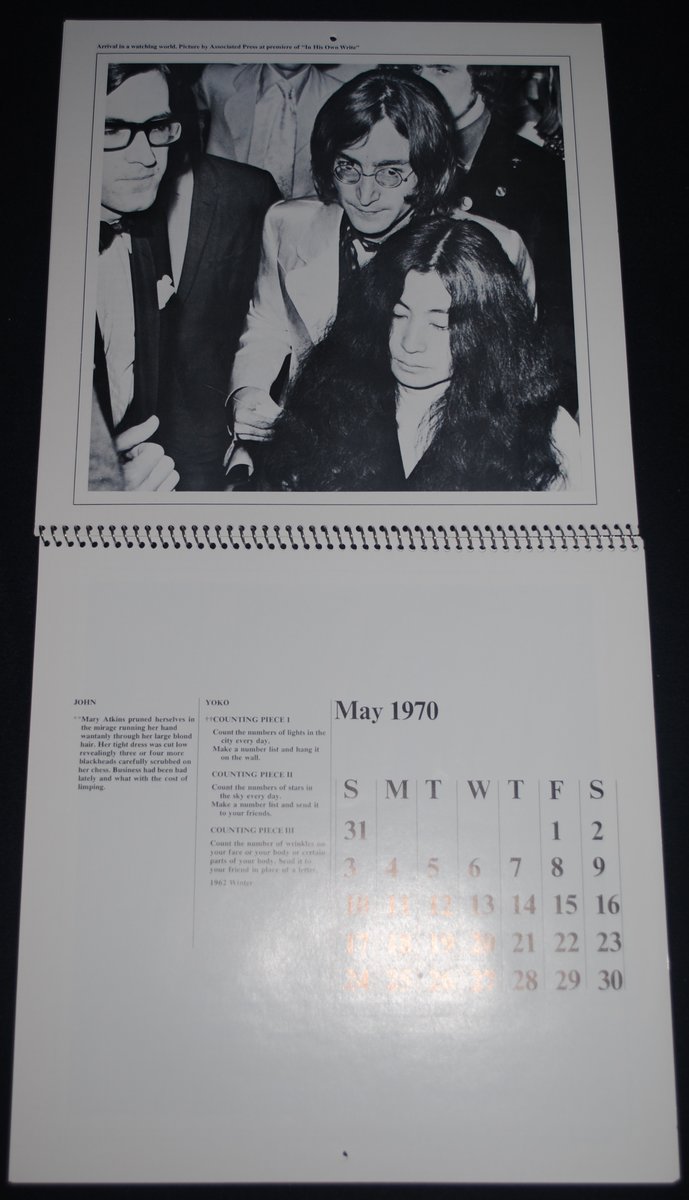 Arrival in a watching world. Picture by Associated Press at premiere of "In His Own Write"
JOHN
**Mary Atkins pruned herselves in
the mirage running her hand
wantanly through her large blond
hair. Her tight dress was cut low
revealingly three or four more
blackheads carefully scrubbed on
her chess. Business had been bad
lately and what with the cost of
limping.
YOKO
††COUNTING PIECE I
Count the numbers of lights in the
city every day.
Make a number list and hang it
on the wall.
COUNTING PIECE II
Count the numbers of stars in
the sky every day.
Make a number list and send it
to your friends.
COUNTING PIECE III
Count the number of wrinkles on
your face or your body or certain
parts of your body. Send it to
your friend in place of a letter.
1962 Winter
May 1970
S M T W T F S
31 1 2
3 4 5 6 7 8 9
10 11 12 13 14 15 16
17 18 19 20 21 22 23
24 25 26 27 28 29 30